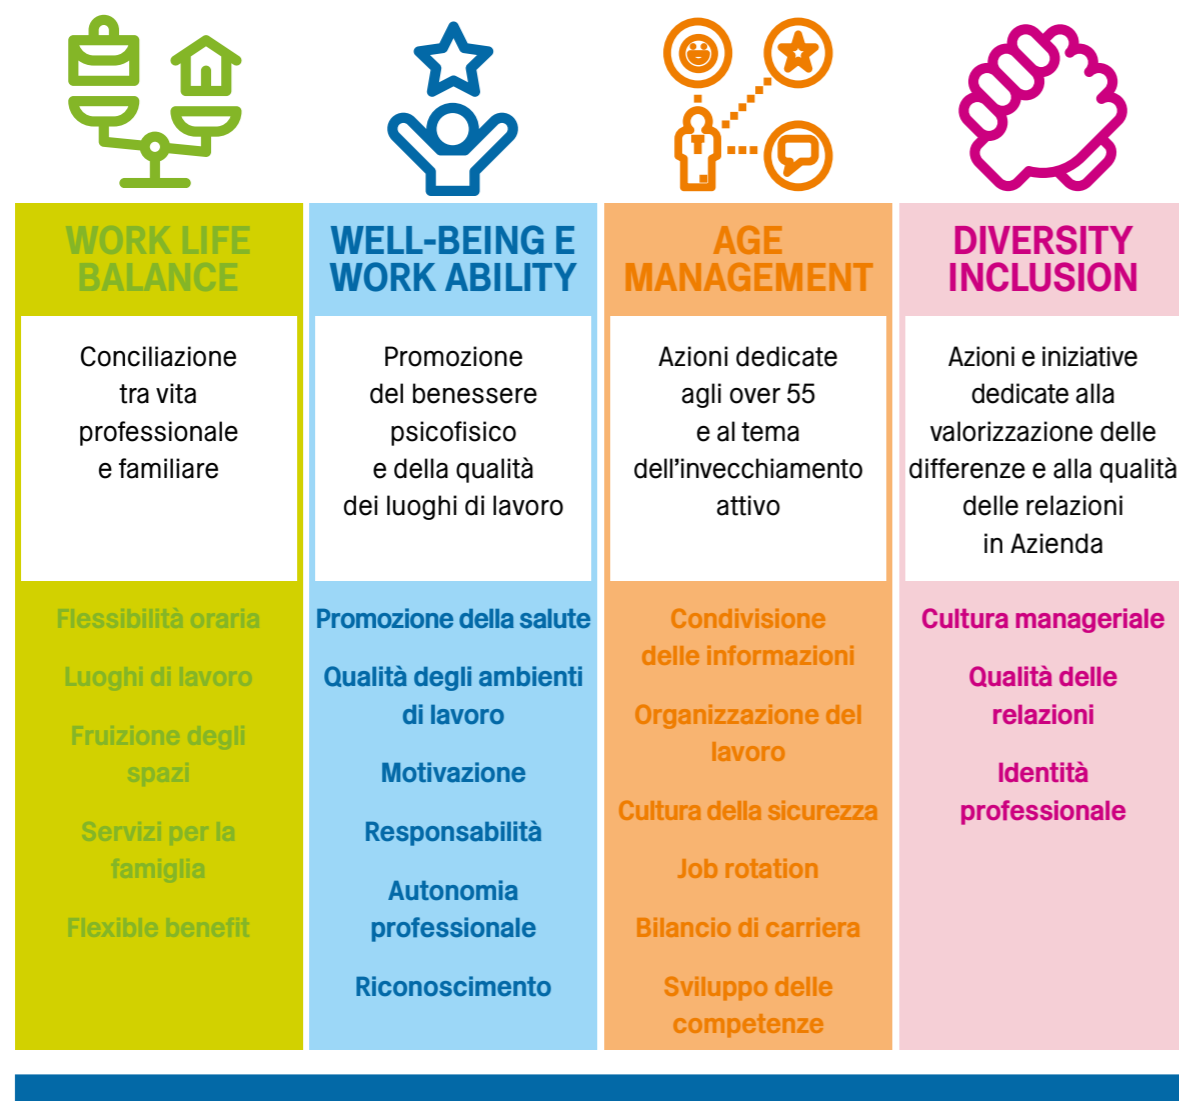 WORK LIFE
BALANCE
Conciliazione
tra vita
professionale
e familiare
Flessibilità oraria
Luoghi di lavoro
Fruizione degli
spazi
Servizi per la
famiglia
Flexible benefit
WELL-BEING E
WORK ABILITY
Promozione
del benessere
psicofisico
e della qualità
dei luoghi di lavoro
Promozione della salute
Qualità degli ambienti
di lavoro
Motivazione
Responsabilità
Autonomia
professionale
Riconoscimento
AGE
MANAGEMENT
Azioni dedicate
agli over 55
e al tema
dell'invecchiamento
attivo
Condivisione
delle informazioni
Organizzazione del
lavoro
Cultura della sicurezza
Job rotation
Bilancio di carriera
Sviluppo delle
competenze
DIVERSITY
INCLUSION
Azioni e iniziative
dedicate alla
valorizzazione delle
differenze e alla qualità
delle relazioni
in Azienda
Cultura manageriale
Qualità delle
relazioni
Identità
professionale